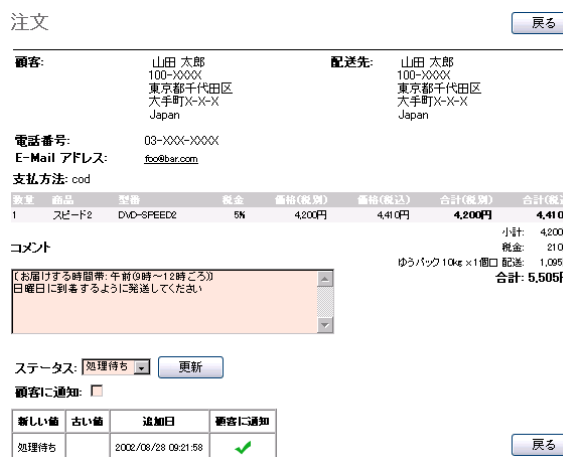 注文
戻る
顧客: 山田 太郎 配送先: 山田 太郎
100-XXXX 100-XXXX
東京都千代田区 東京都千代田区
大手町X-X-X 大手町X-X-X
Japan Japan
電話番号: 03-XXX-XXXX
E-Mail アドレス: foo@bar.com
支払方法: cod
数量 商品 型番 税金 価格(税別) 価格(税込) 合計(税別) 合計(税込
1 スピード2 DVD-SPEED2 5% 4,200円 4,410円 4,200円 4,410
小計: 4,200
税金: 210
ゆうパック10kg×1個口 配送: 1,095
合計: 5,505円
コメント
[お届けする時間帯: 午前(9時～12時ごろ)]
日曜日に到着するように発送してください
ステータス: 処理待ち 更新
顧客に通知:
新しい値 古い値 追加日 顧客に通知
処理待ち 2002/08/28 09:21:58
戻る